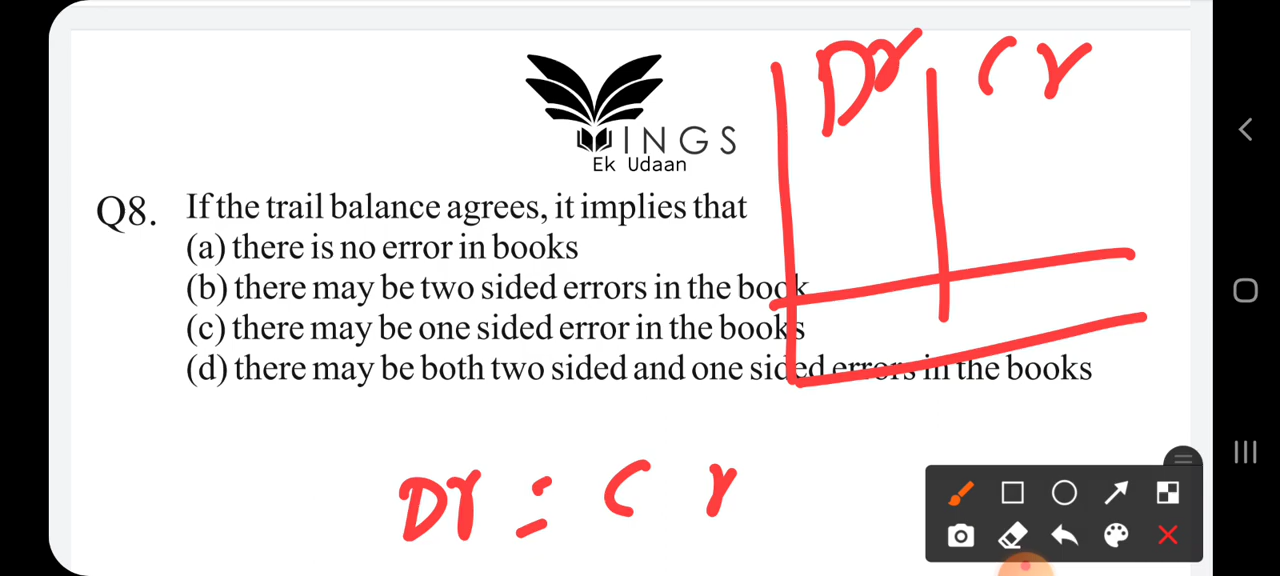 Dr Cr
WINGS
Ek Udaan
Q8. If the trail balance agrees, it implies that
(a) there is no error in books
(b) there may be two sided errors in the book
(c) there may be one sided error in the books
(d) there may be both two sided and one sided errors in the books
Dr = Cr